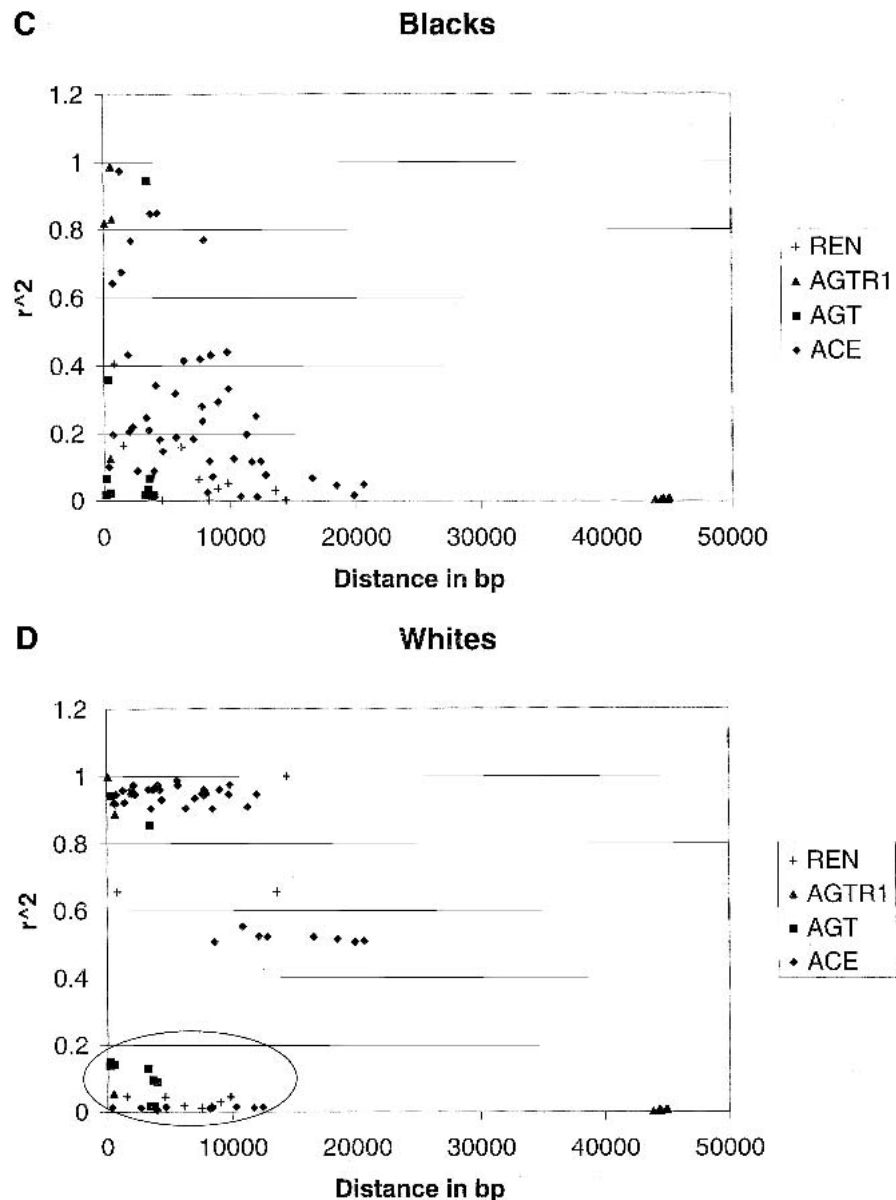 C
Blacks
1.2
1
0.8
0.6
0.4
0.2
0
r^2
0 10000 20000 30000 40000 50000
Distance in bp
REN
AGTR1
AGT
ACE
D
Whites
1.2
1
0.8
0.6
0.4
0.2
0
r^2
0 10000 20000 30000 40000 50000
Distance in bp
REN
AGTR1
AGT
ACE